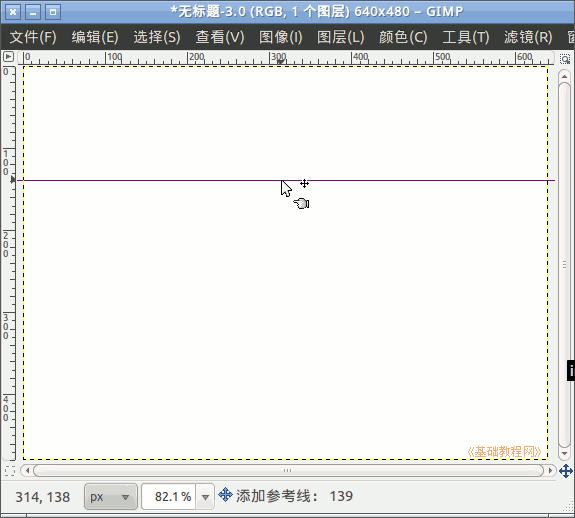 *无标题-3.0 (RGB, 1 个图层) 640x480 – GIMP
文件(F) 编辑(E) 选择(S) 查看(V) 图像(I) 图层(L) 颜色(C) 工具(T) 滤镜(R)
0 100 200 300 400 500 600
0
100
200
300
400
《基础教程网》
314, 138 px 82.1% 添加参考线： 139